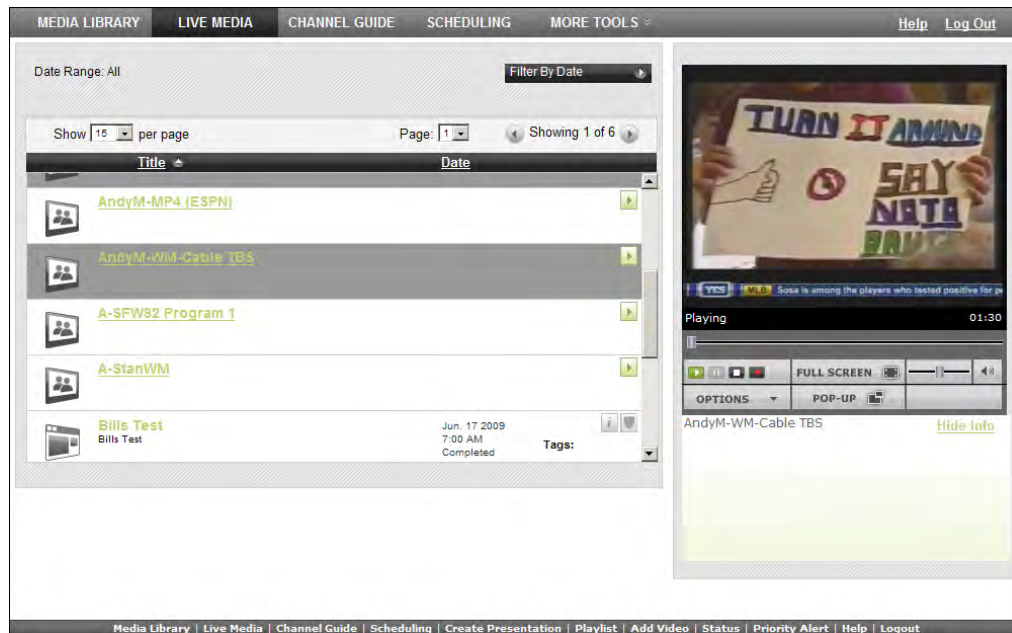 MEDIA LIBRARY LIVE MEDIA CHANNEL GUIDE SCHEDULING MORE TOOLS Help Log Out
Date Range: All Filter By Date
Show 15 per page Page: 1 Showing 1 of 6
Title Date
AndyM-MP4 (ESPN)
AndyM-WM-Cable TBS
A-SFW82 Program 1
A-StanWM
Bills Test
Bills Test
Jun. 17 2009
7:00 AM
Completed
Tags:
TURN IT AROUND
SAY
NO TO
YES MLB: Sosa is among the players who tested positive for
Playing 01:30
FULL SCREEN
OPTIONS POP-UP
AndyM-WM-Cable TBS Hide Info
Media Library | Live Media | Channel Guide | Scheduling | Create Presentation | Playlist | Add Video | Status | Priority Alert | Help | Logout